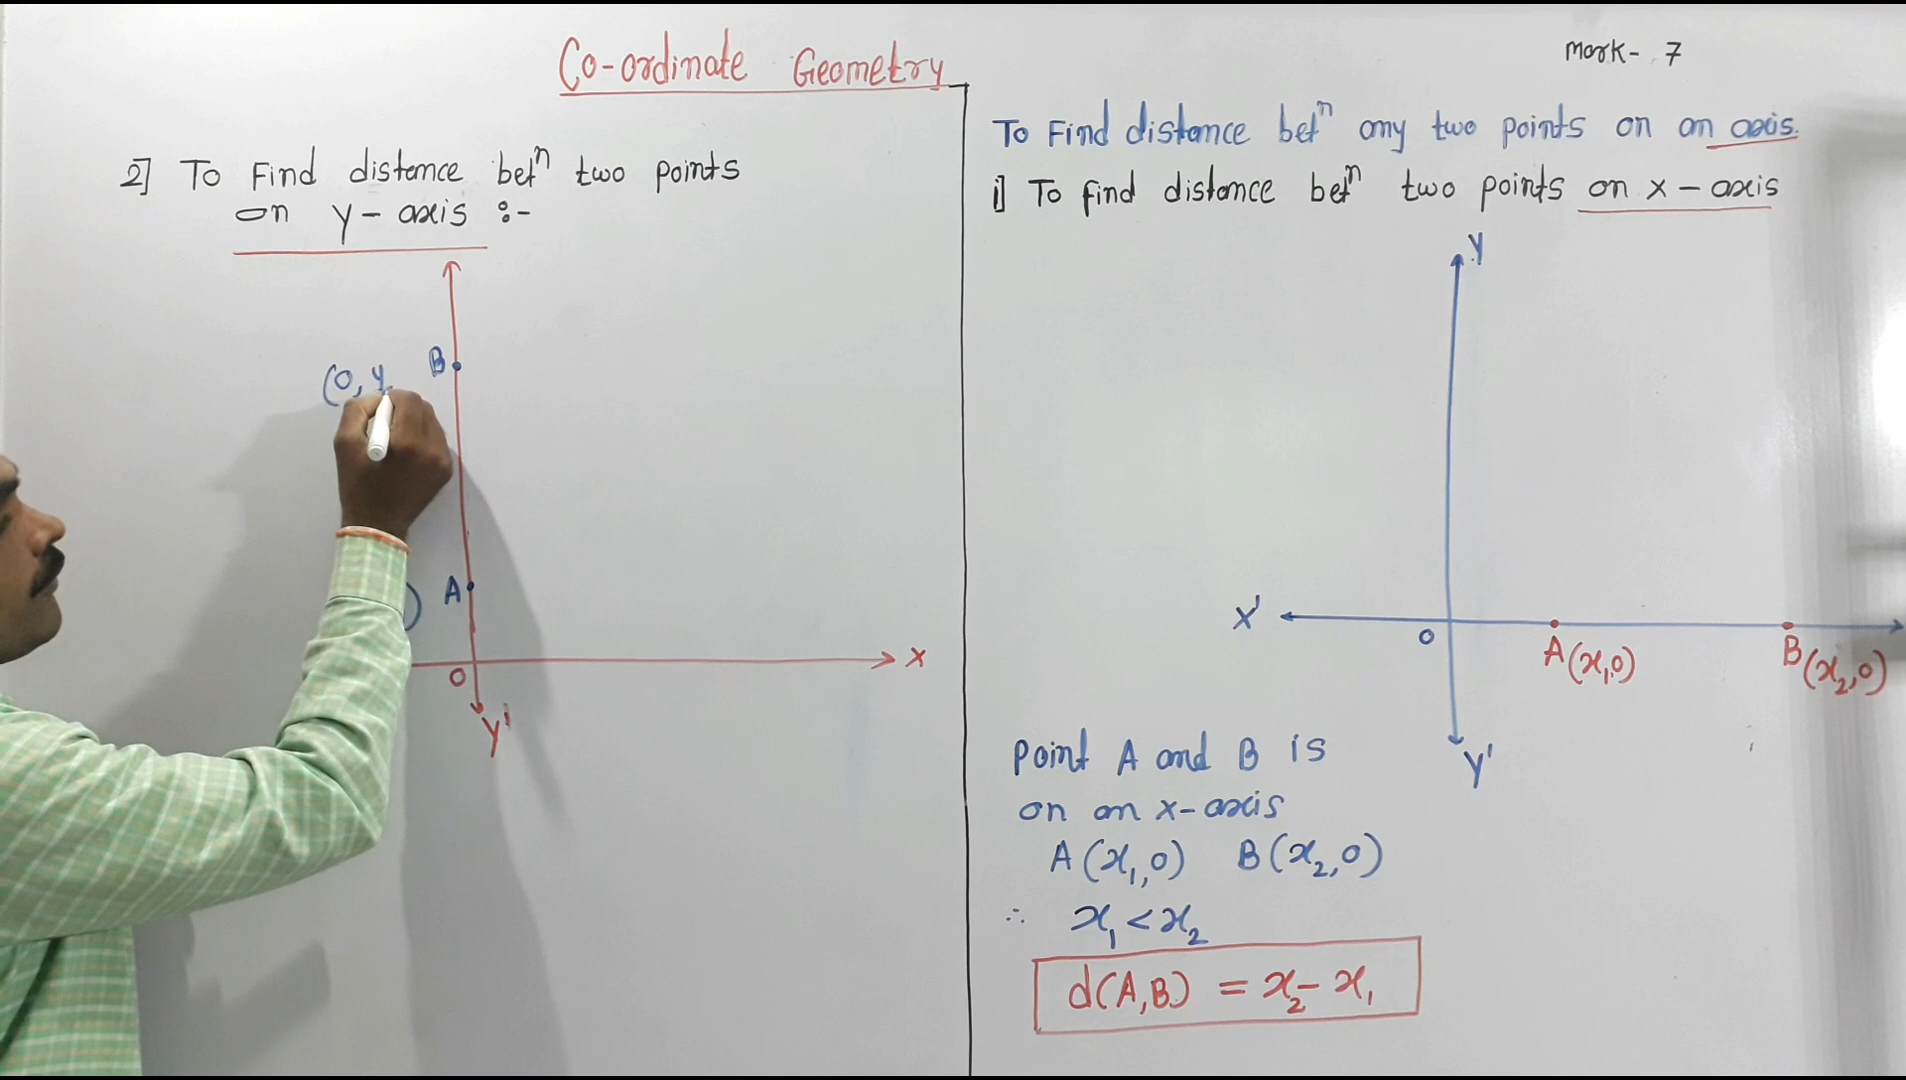 Co-ordinate Geometry
Mark- 7
2] To Find distance betⁿ two points
on Y-axis :-
B
(0, y
A
)
O
X
Y'
To Find distance betⁿ any two points on an axis.
i] To find distance betⁿ two points on x-axis
Y
X'
O
A(x₁,0)
B(x₂,0)
Y'
Point A and B is
on an x-axis
A(x₁,0) B(x₂,0)
∴ x₁<x₂
d(A,B) = x₂-x₁